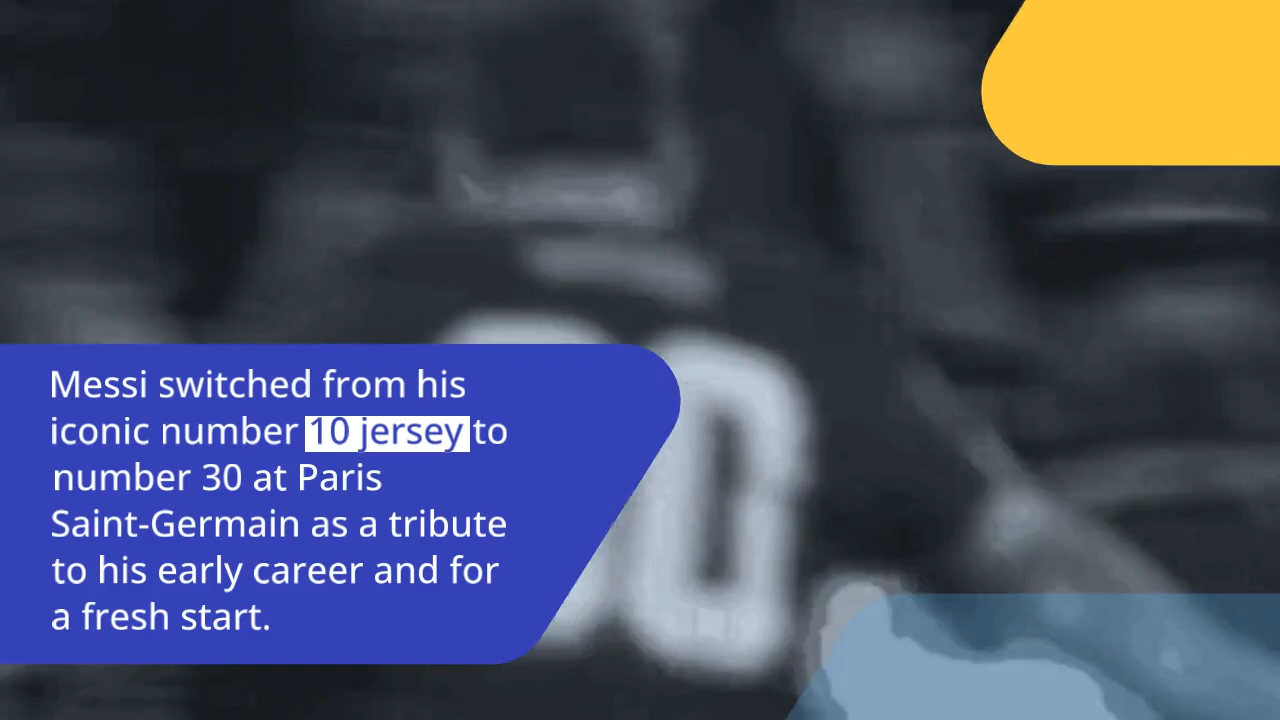 Messi switched from his
iconic number 10 jersey to
number 30 at Paris
Saint-Germain as a tribute
to his early career and for
a fresh start.